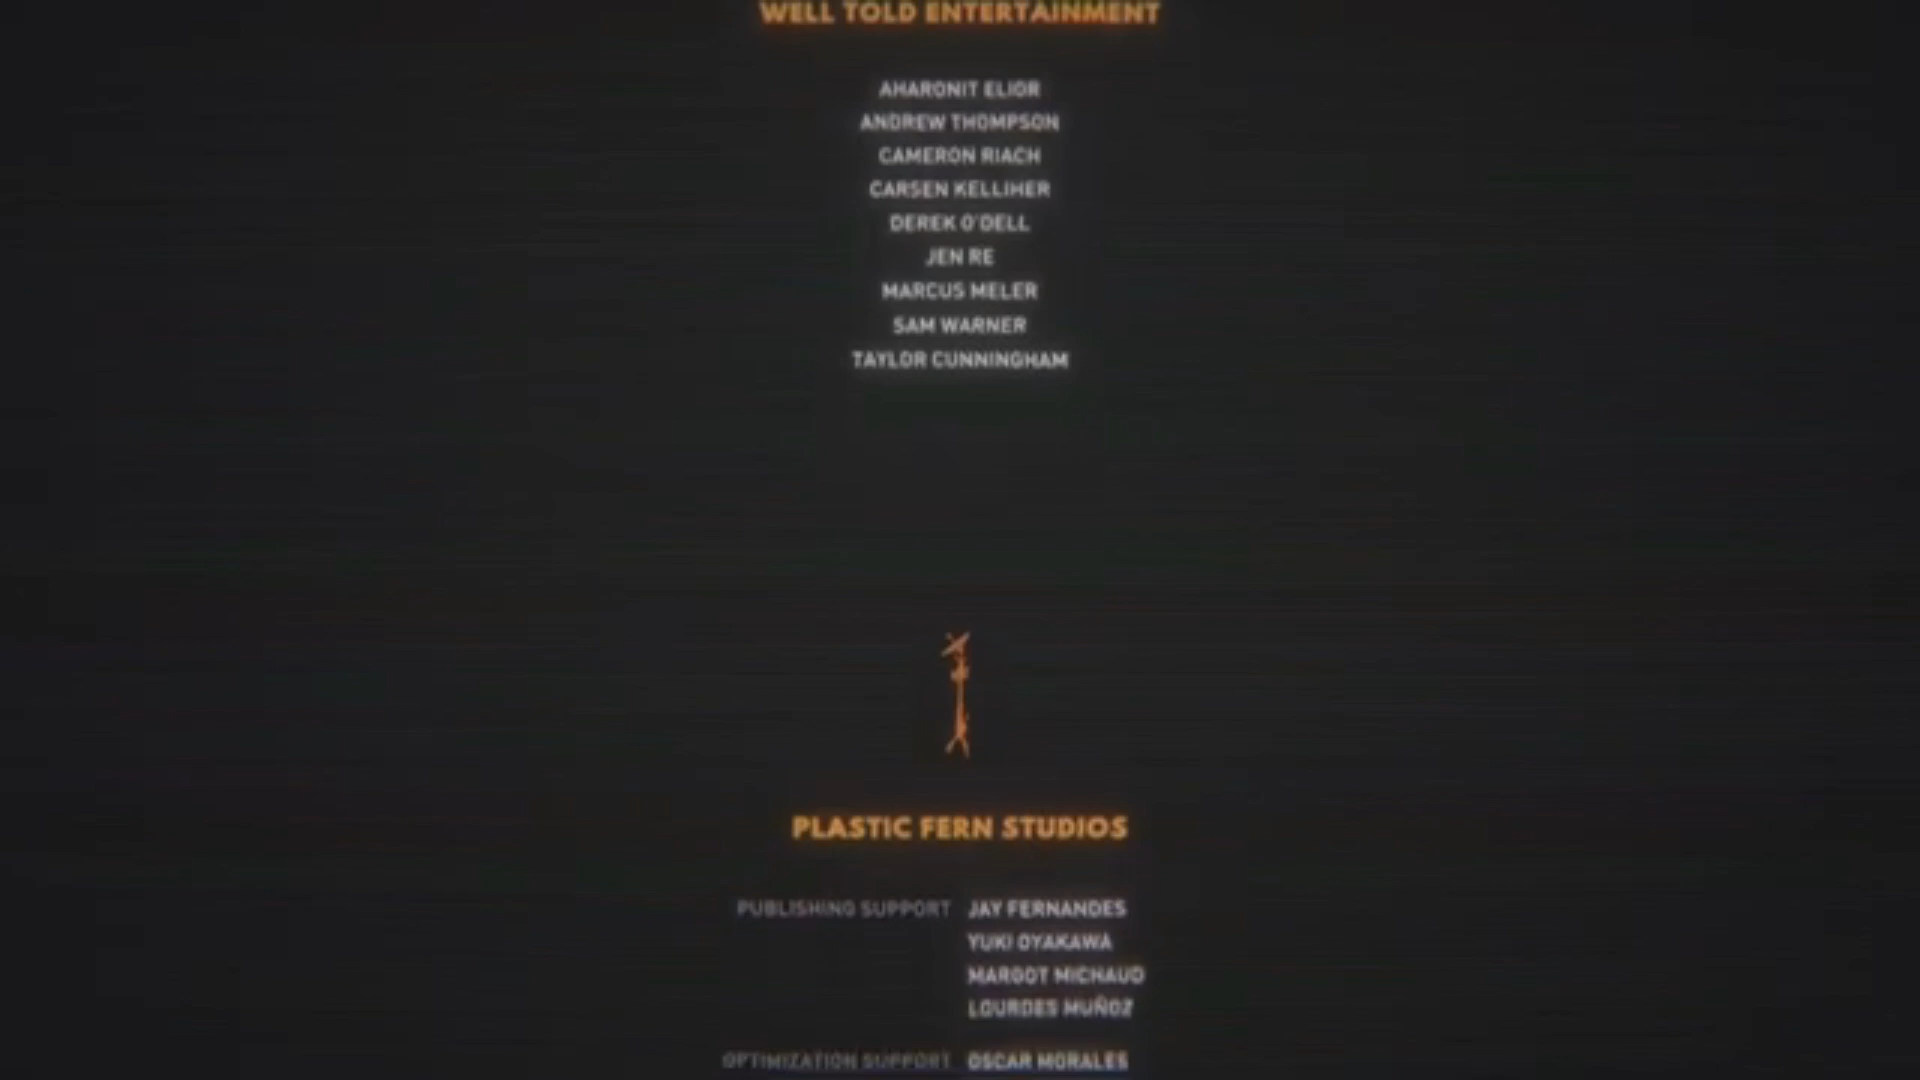 WELL TOLD ENTERTAINMENT
AHARONIT ELIOR
ANDREW THOMPSON
CAMERON RIACH
CARSEN KELLIHER
DEREK O'DELL
JEN RE
MARCUS MELER
SAM WARNER
TAYLOR CUNNINGHAM
PLASTIC FERN STUDIOS
PUBLISHING SUPPORT JAY FERNANDES
YUKI OYAKAWA
MARGOT MICHAUD
LOURDES MUÑOZ
OPTIMIZATION SUPPORT OSCAR MORALES